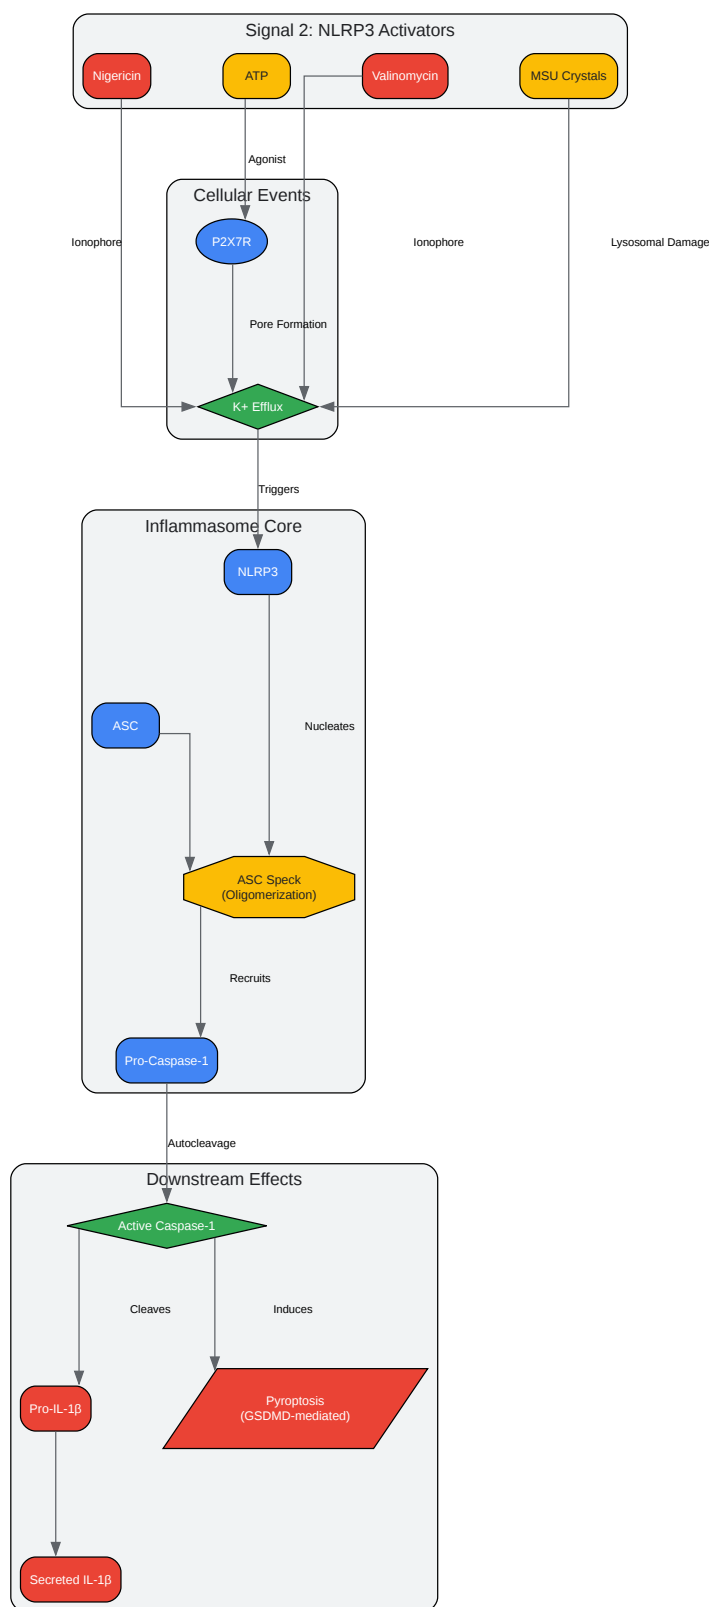 Signal 2: NLRP3 Activators
Nigericin
ATP
Valinomycin
MSU Crystals
Agonist
Cellular Events
P2X7R
Ionophore
Ionophore
Lysosomal Damage
Pore Formation
K+ Efflux
Triggers
Inflammasome Core
NLRP3
ASC
Nucleates
ASC Speck
(Oligomerization)
Recruits
Pro-Caspase-1
Autocleavage
Downstream Effects
Active Caspase-1
Cleaves
Induces
Pro-IL-1β
Pyroptosis
(GSDMD-mediated)
Secreted IL-1β